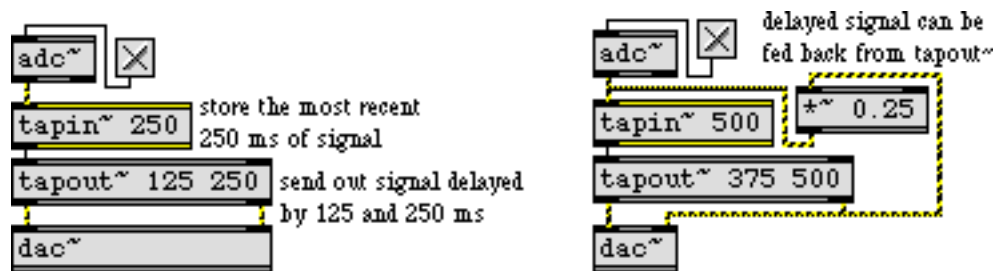 adc~
tapin~ 250
store the most recent
250 ms of signal
tapout~ 125 250
send out signal delayed
by 125 and 250 ms
dac~
delayed signal can be
fed back from tapout~
adc~
*~ 0.25
tapin~ 500
tapout~ 375 500
dac~